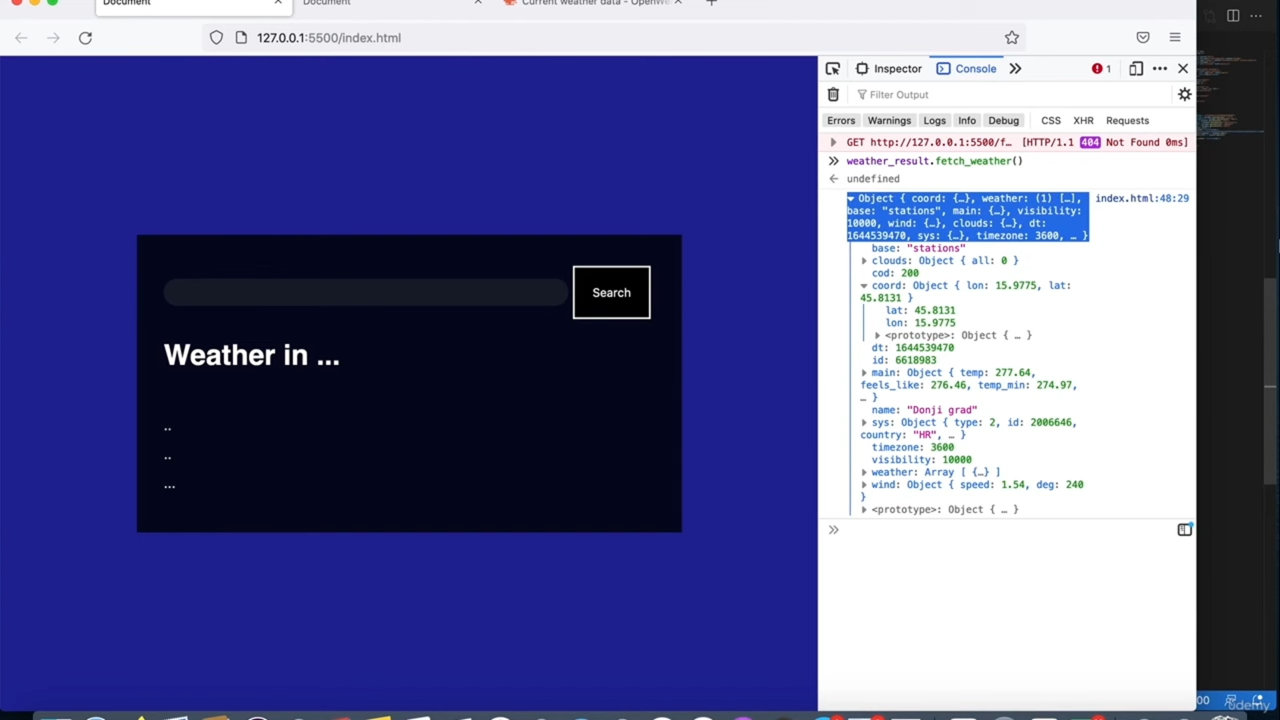 Document
Document
Current weather data - OpenWe
127.0.0.1:5500/index.html
Inspector
Console
1
Filter Output
Errors Warnings Logs Info Debug CSS XHR Requests
GET http://127.0.0.1:5500/f… [HTTP/1.1 404 Not Found 0ms]
weather_result.fetch_weather()
undefined
Object { coord: {…}, weather: (1) […], index.html:48:29
base: "stations", main: {…}, visibility:
10000, wind: {…}, clouds: {…}, dt:
1644539470, sys: {…}, timezone: 3600, … }
base: "stations"
clouds: Object { all: 0 }
cod: 200
coord: Object { lon: 15.9775, lat:
45.8131 }
lat: 45.8131
lon: 15.9775
<prototype>: Object { … }
dt: 1644539470
id: 6618983
main: Object { temp: 277.64,
feels_like: 276.46, temp_min: 274.97,
… }
name: "Donji grad"
sys: Object { type: 2, id: 2006646,
country: "HR", … }
timezone: 3600
visibility: 10000
weather: Array [ {…} ]
wind: Object { speed: 1.54, deg: 240
}
<prototype>: Object { … }
Search
Weather in ...
..
..
...
00
udemy